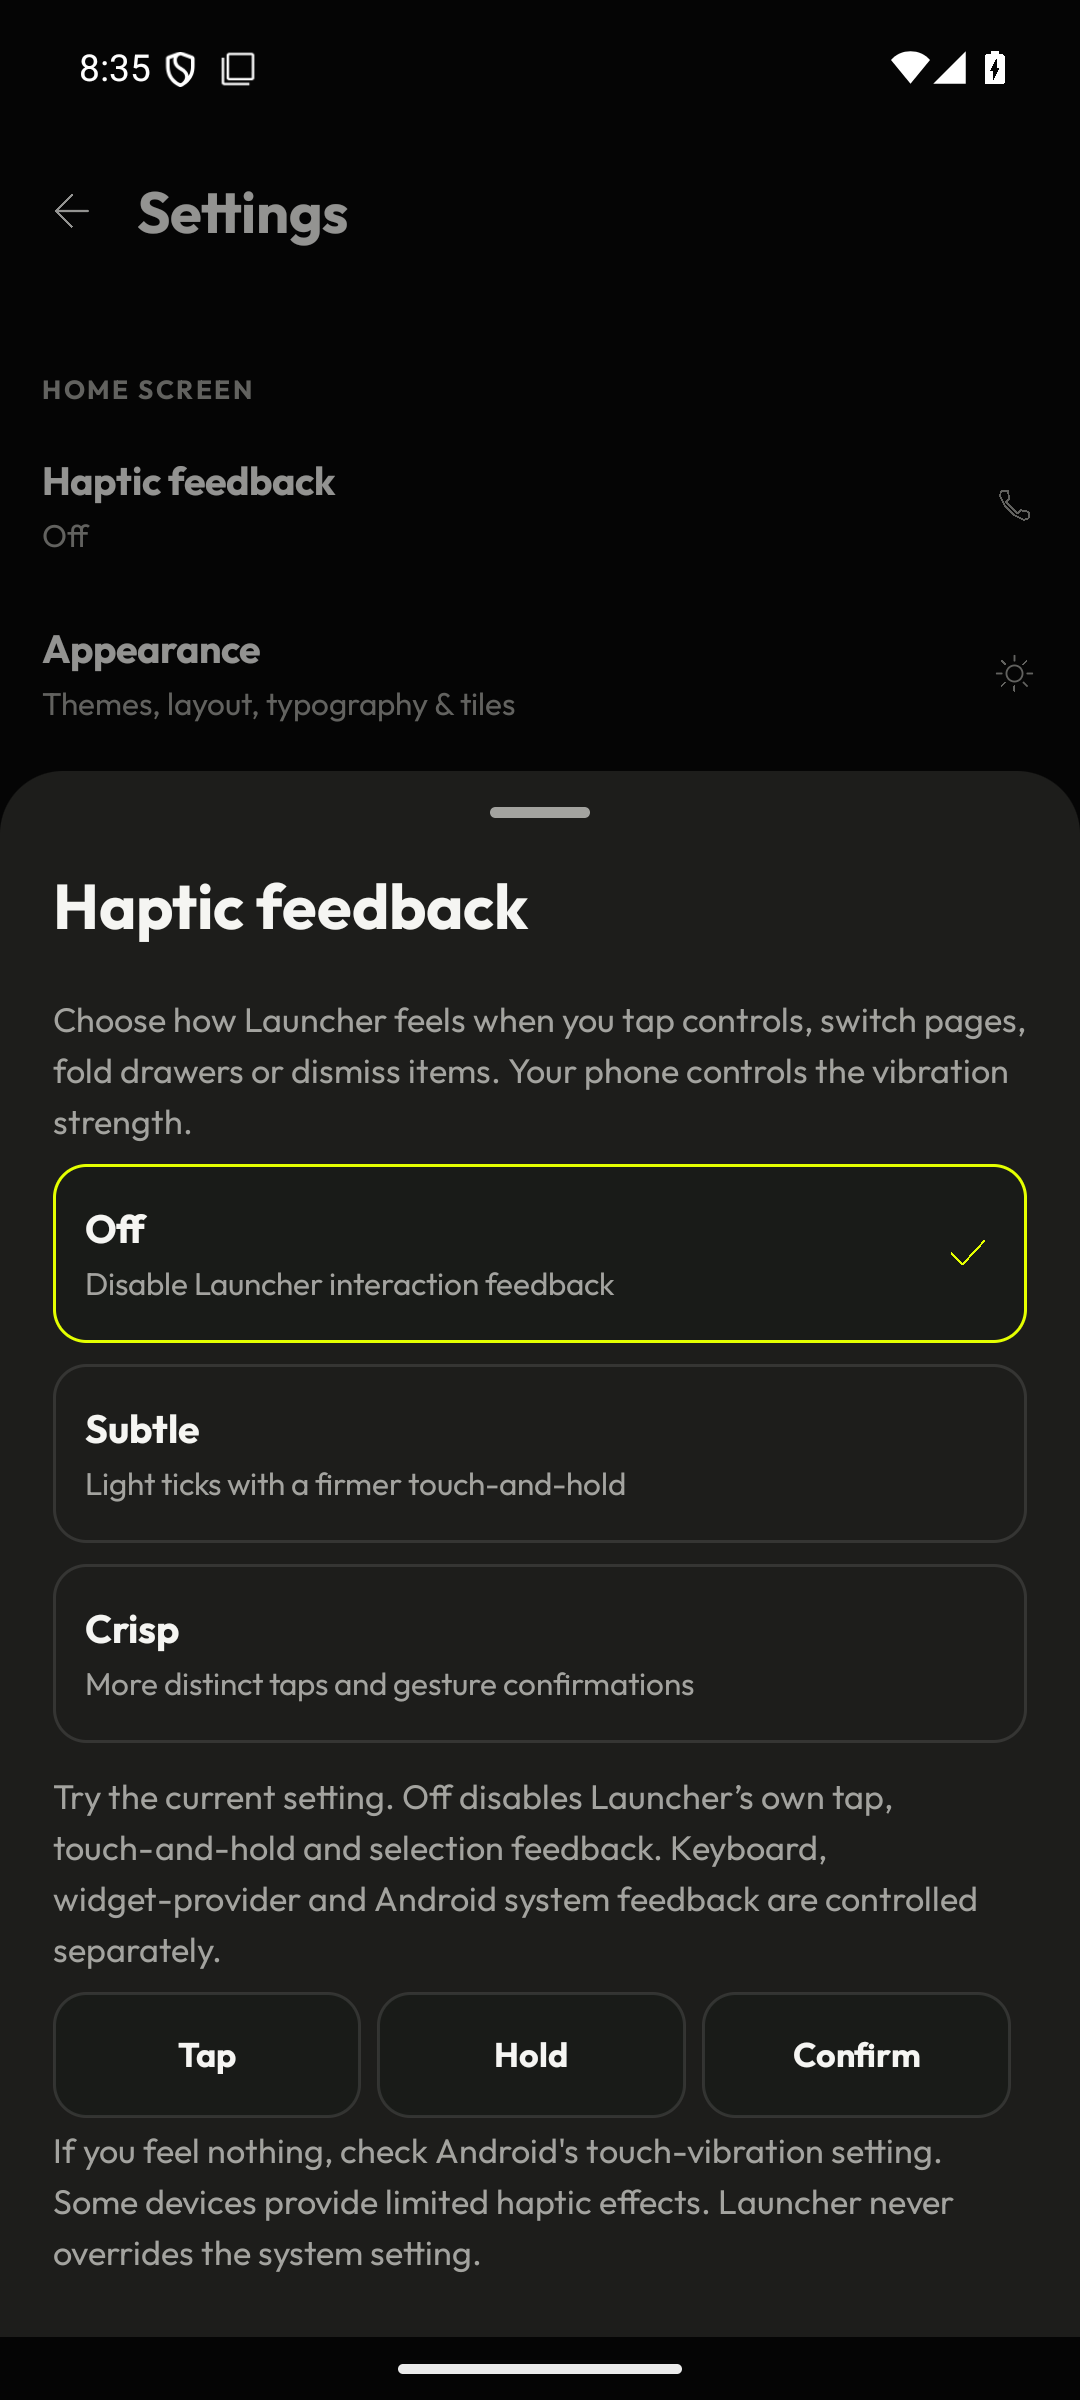 8:35
Settings
HOME SCREEN
Haptic feedback
Off
Appearance
Themes, layout, typography & tiles
Haptic feedback
Choose how Launcher feels when you tap controls, switch pages,
fold drawers or dismiss items. Your phone controls the vibration
strength.
Off
Disable Launcher interaction feedback
Subtle
Light ticks with a firmer touch-and-hold
Crisp
More distinct taps and gesture confirmations
Try the current setting. Off disables Launcher’s own tap,
touch-and-hold and selection feedback. Keyboard,
widget-provider and Android system feedback are controlled
separately.
Tap
Hold
Confirm
If you feel nothing, check Android's touch-vibration setting.
Some devices provide limited haptic effects. Launcher never
overrides the system setting.